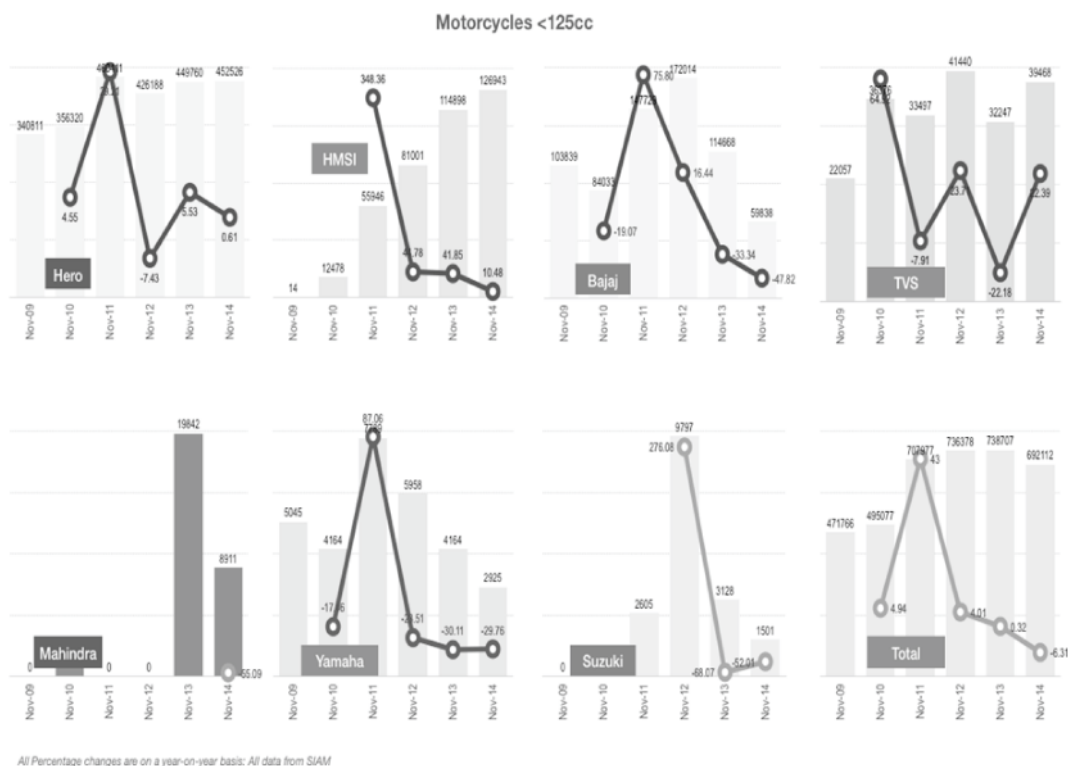 Motorcycles <125cc
340811
356320
426188
449760
452526
4.55
-7.43
5.53
0.61
Hero
Nov-09
Nov-10
Nov-11
Nov-12
Nov-13
Nov-14
348.36
14
12478
55946
81001
114898
126943
41.85
10.48
HMSI
Nov-09
Nov-10
Nov-11
Nov-12
Nov-13
Nov-14
103839
84033
172014
114668
59838
-19.07
75.80
16.44
-33.34
-47.82
Bajaj
Nov-09
Nov-10
Nov-11
Nov-12
Nov-13
Nov-14
22057
33497
41440
32247
39468
-7.91
-22.18
TVS
Nov-09
Nov-10
Nov-11
Nov-12
Nov-13
Nov-14
0
0
0
19842
8911
Mahindra
Nov-09
Nov-10
Nov-11
Nov-12
Nov-13
Nov-14
87.06
5045
4164
5958
4164
2925
-30.11
-29.76
Yamaha
Nov-09
Nov-10
Nov-11
Nov-12
Nov-13
Nov-14
0
2605
9797
3128
1501
276.08
-68.07
-52.01
Suzuki
Nov-09
Nov-10
Nov-11
Nov-12
Nov-13
Nov-14
471766
495077
736378
738707
692112
4.94
43
4.01
0.32
-6.31
Total
Nov-09
Nov-10
Nov-11
Nov-12
Nov-13
Nov-14
All Percentage changes are on a year-on-year basis: All data from SIAM